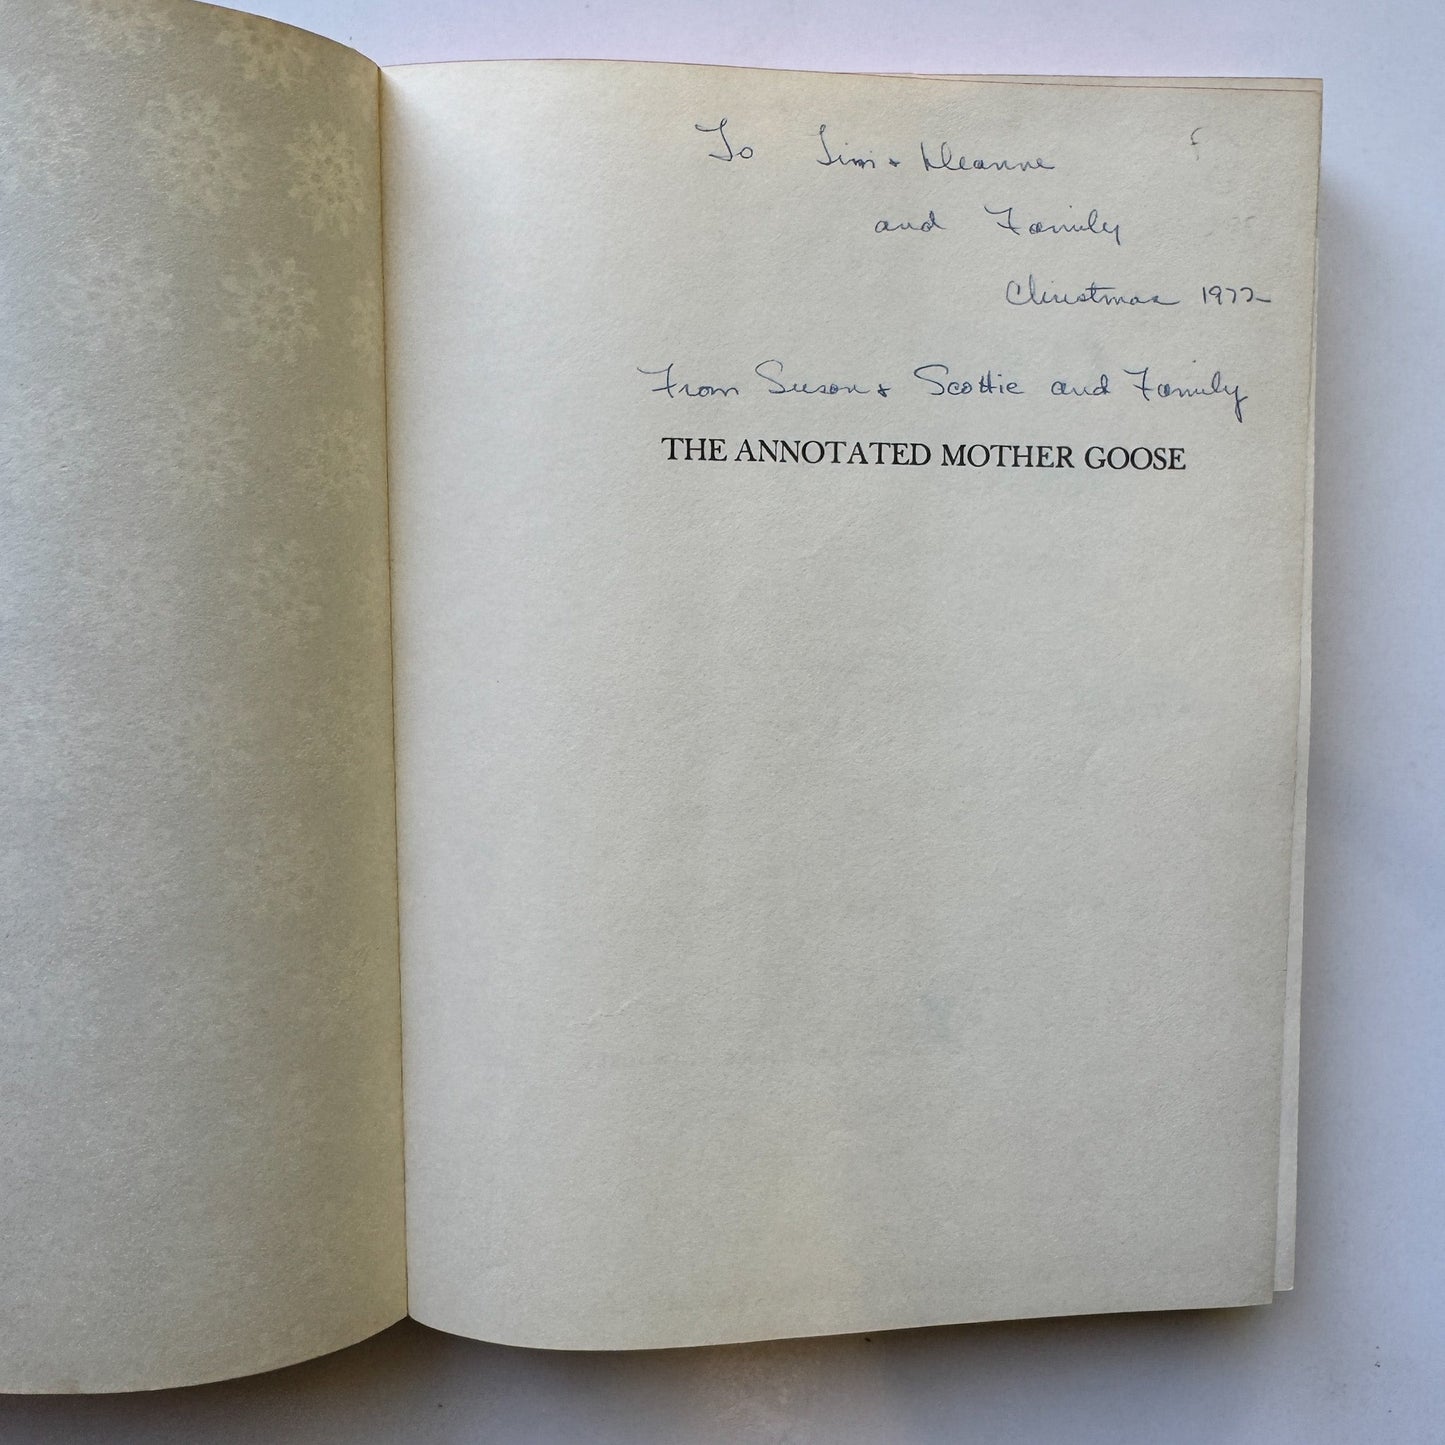 To Jim + Deanne
and Family
Christmas 1972
From Susan + Scottie and Family
THE ANNOTATED MOTHER GOOSE